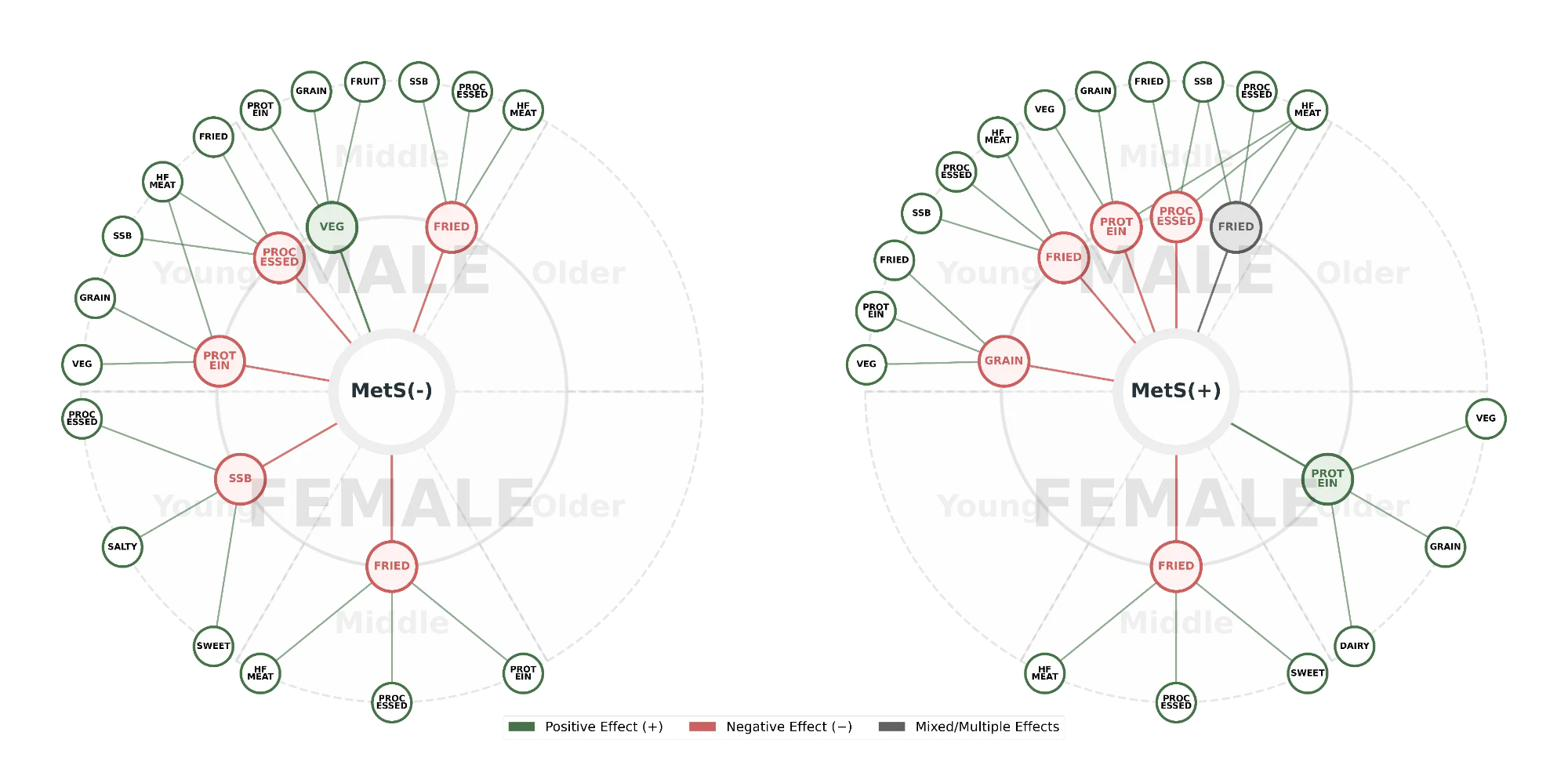 FRUIT
SSB
GRAIN
PROC
ESSED
PROT
EIN
HF
MEAT
FRIED
Middle
HF
MEAT
VEG
FRIED
SSB
PROC
ESSED
MALE
Young
Older
GRAIN
PROT
EIN
VEG
MetS(-)
PROC
ESSED
SSB
FEMALE
Young
Older
SALTY
FRIED
Middle
SWEET
HF
MEAT
PROT
EIN
PROC
ESSED
FRIED
SSB
GRAIN
PROC
ESSED
VEG
HF
MEAT
HF
MEAT
Middle
PROC
ESSED
SSB
PROT
EIN
PROC
ESSED
FRIED
FRIED
FRIED
MALE
Young
Older
PROT
EIN
GRAIN
VEG
MetS(+)
VEG
PROT
EIN
FEMALE
Young
Older
GRAIN
FRIED
Middle
DAIRY
HF
MEAT
SWEET
PROC
ESSED
Positive Effect (+)
Negative Effect (−)
Mixed/Multiple Effects